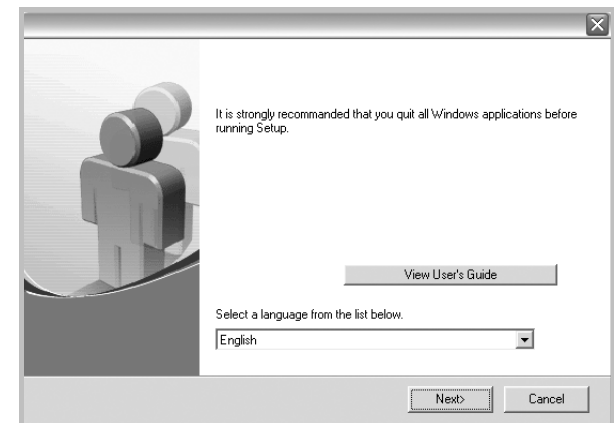 It is strongly recommanded that you quit all Windows applications before
running Setup.
View User's Guide
Select a language from the list below.
English
Next>
Cancel